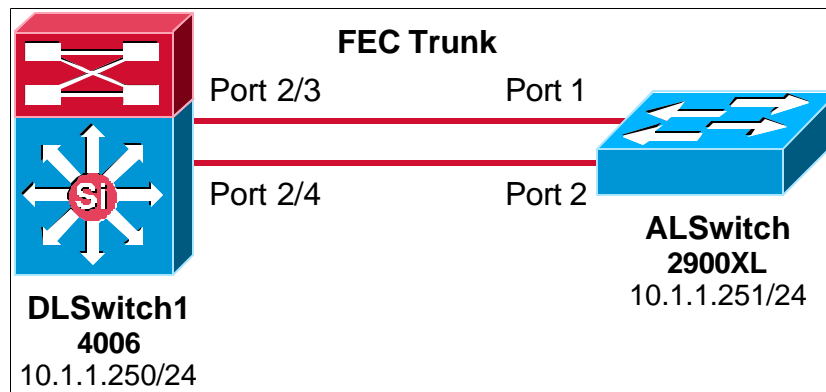 FEC Trunk
Port 2/3
Port 1
Port 2/4
Port 2
Si
ALSwitch
2900XL
10.1.1.251/24
DLSwitch1
4006
10.1.1.250/24